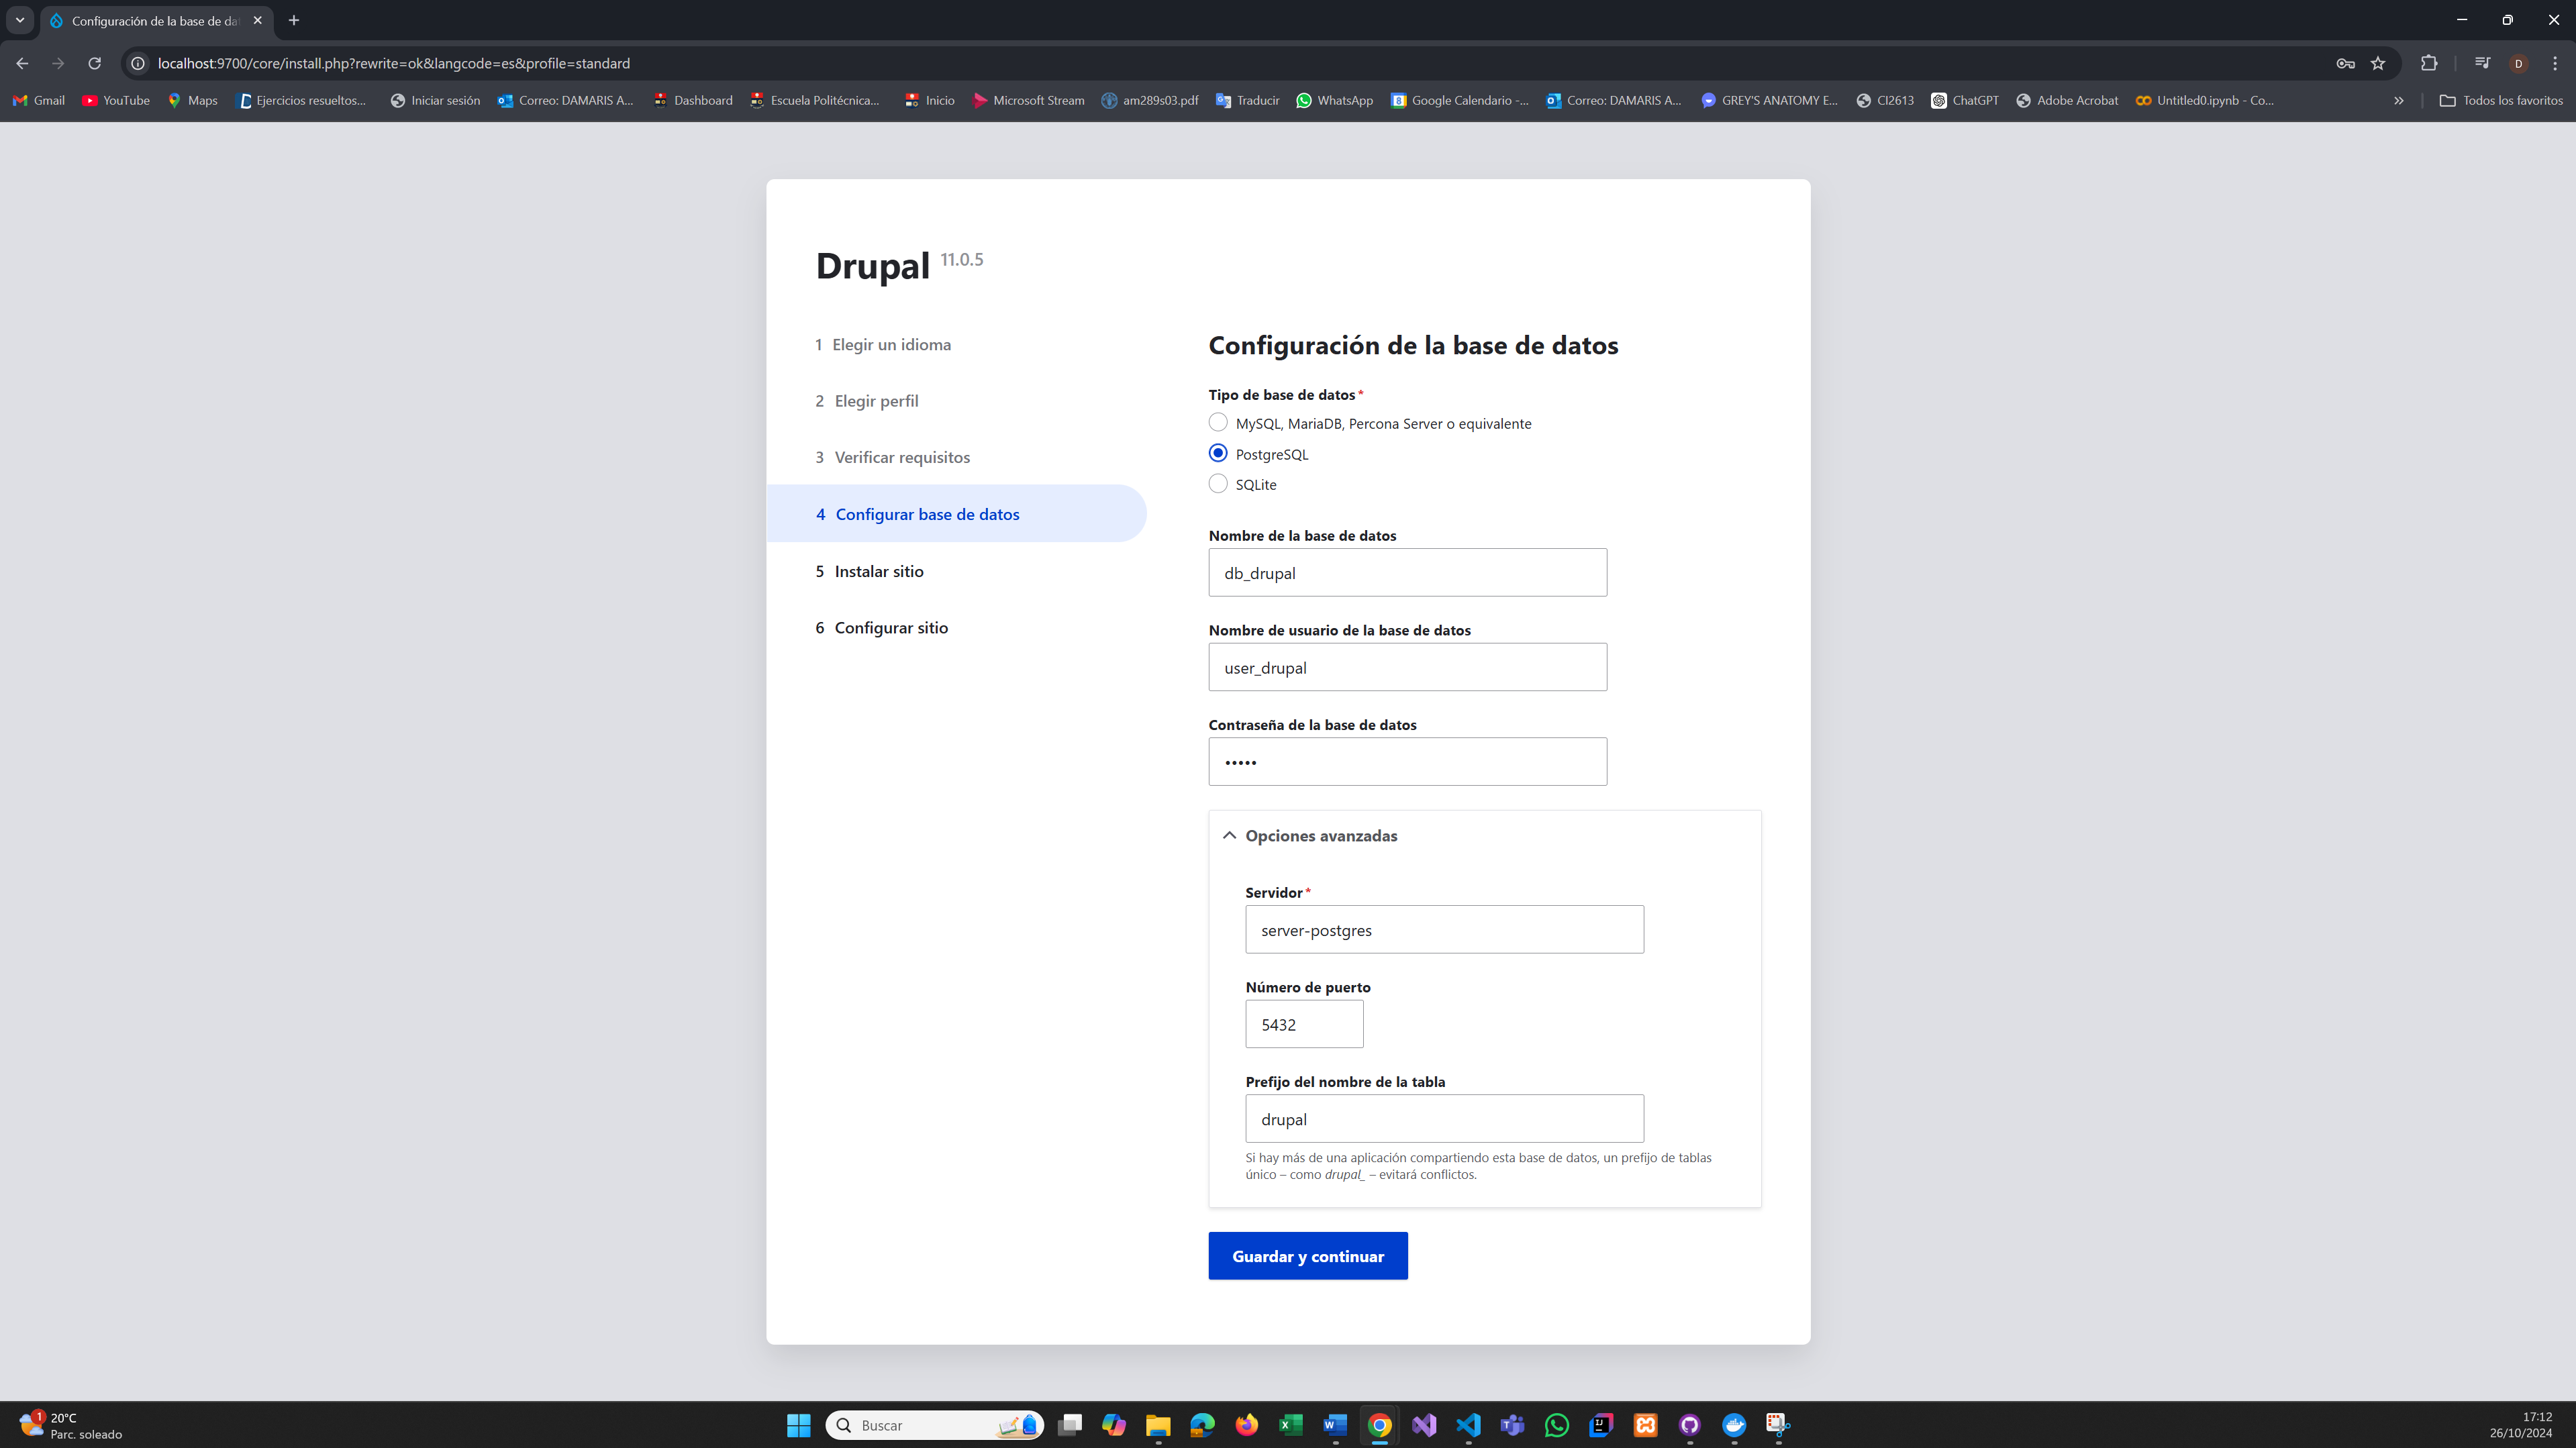 Configuración de la base de da
localhost:9700/core/install.php?rewrite=ok&langcode=es&profile=standard
D
Gmail
YouTube
Maps
Ejercicios resueltos...
Iniciar sesión
Correo: DAMARIS A...
Dashboard
Escuela Politécnica...
Inicio
Microsoft Stream
am289s03.pdf
Traducir
WhatsApp
Google Calendario -...
Correo: DAMARIS A...
GREY'S ANATOMY E...
CI2613
ChatGPT
Adobe Acrobat
Untitled0.ipynb - Co...
Todos los favoritos
Drupal 11.0.5
1 Elegir un idioma
2 Elegir perfil
3 Verificar requisitos
4 Configurar base de datos
5 Instalar sitio
6 Configurar sitio
Configuración de la base de datos
Tipo de base de datos*
MySQL, MariaDB, Percona Server o equivalente
PostgreSQL
SQLite
Nombre de la base de datos
db_drupal
Nombre de usuario de la base de datos
user_drupal
Contraseña de la base de datos
•••••
Opciones avanzadas
Servidor*
server-postgres
Número de puerto
5432
Prefijo del nombre de la tabla
drupal
Si hay más de una aplicación compartiendo esta base de datos, un prefijo de tablas
único – como drupal_ – evitará conflictos.
Guardar y continuar
1
20°C
Parc. soleado
Buscar
17:12
26/10/2024